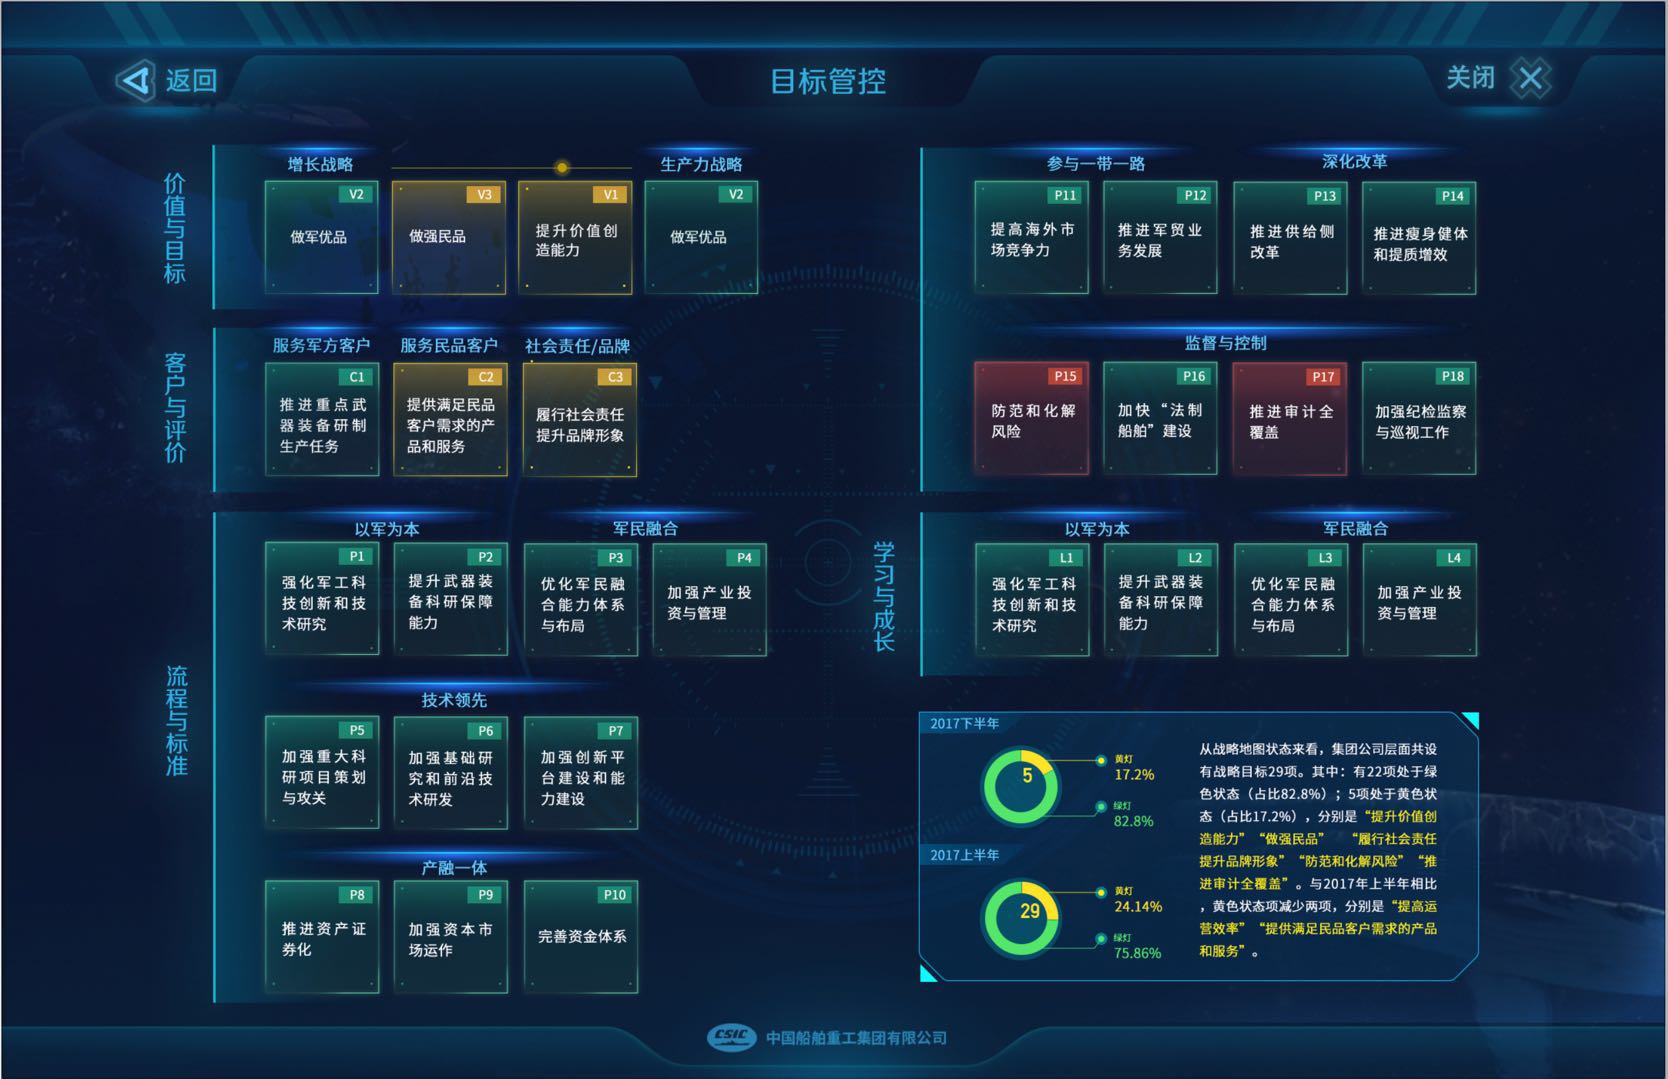 返回
目标管控
关闭
价值与目标
增长战略
生产力战略
V2
做军优品
V3
做强民品
V1
提升价值创
造能力
V2
做军优品
客户与评价
服务军方客户
服务民品客户
社会责任/品牌
C1
推进重点武
器装备研制
生产任务
C2
提供满足民品
客户需求的产
品和服务
C3
履行社会责任
提升品牌形象
流程与标准
以军为本
军民融合
P1
强化军工科
技创新和技
术研究
P2
提升武器装
备科研保障
能力
P3
优化军民融
合能力体系
与布局
P4
加强产业投
资与管理
技术领先
P5
加强重大科
研项目策划
与攻关
P6
加强基础研
究和前沿技
术研发
P7
加强创新平
台建设和能
力建设
产融一体
P8
推进资产证
券化
P9
加强资本市
场运作
P10
完善资金体系
参与一带一路
深化改革
P11
提高海外市
场竞争力
P12
推进军贸业
务发展
P13
推进供给侧
改革
P14
推进瘦身健体
和提质增效
监督与控制
P15
防范和化解
风险
P16
加快“法制
船舶”建设
P17
推进审计全
覆盖
P18
加强纪检监察
与巡视工作
学习与成长
以军为本
军民融合
L1
强化军工科
技创新和技
术研究
L2
提升武器装
备科研保障
能力
L3
优化军民融
合能力体系
与布局
L4
加强产业投
资与管理
2017下半年
5
黄灯
17.2%
绿灯
82.8%
2017上半年
29
黄灯
24.14%
绿灯
75.86%
从战略地图状态来看，集团公司层面共设
有战略目标29项。其中：有22项处于绿
色状态（占比82.8%）；5项处于黄色状
态（占比17.2%），分别是“提升价值创
造能力”“做强民品” “履行社会责任
提升品牌形象”“防范和化解风险”“推
进审计全覆盖”。与2017年上半年相比
，黄色状态项减少两项，分别是“提高运
营效率”“提供满足民品客户需求的产品
和服务”。
CSIC
中国船舶重工集团有限公司